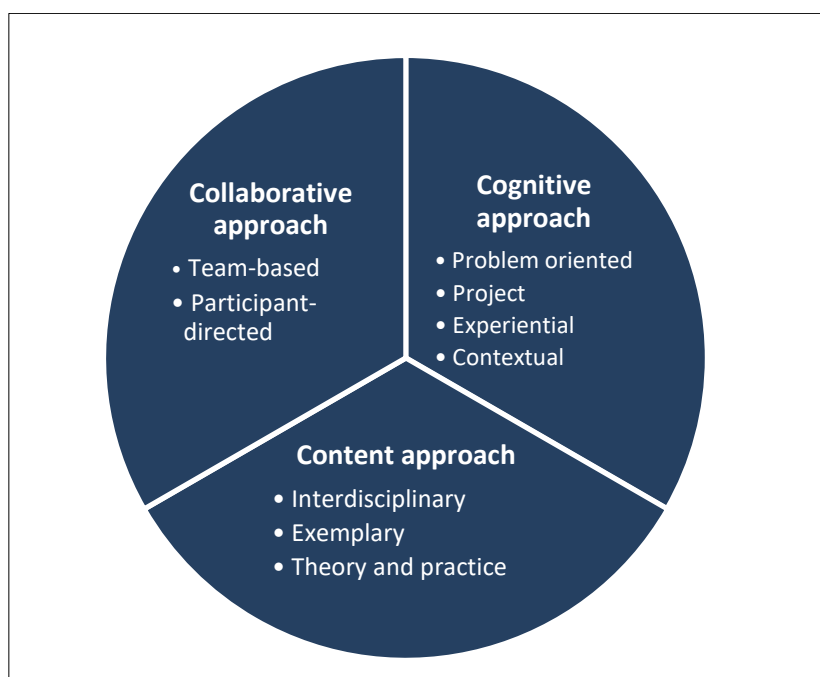 Collaborative
approach
• Team-based
• Participant-
directed
Cognitive
approach
• Problem oriented
• Project
• Experiential
• Contextual
Content approach
• Interdisciplinary
• Exemplary
• Theory and practice